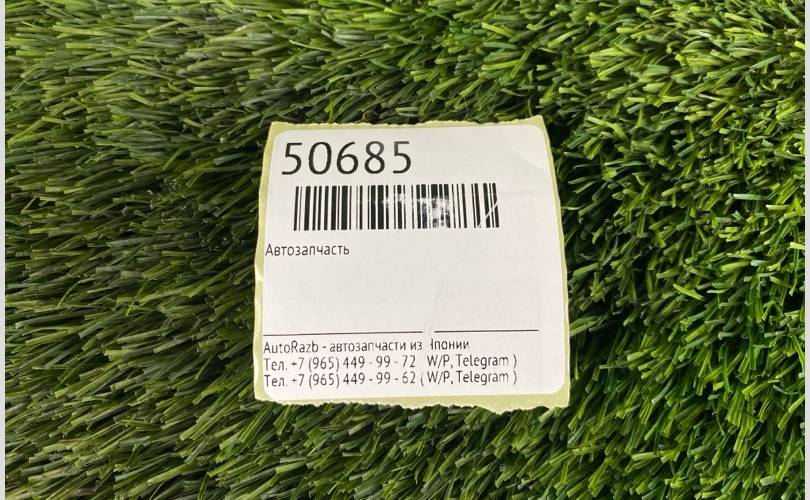 50685
Автозапчасть
AutoRazb - автозапчасти из Японии
Тел. +7 (965) 449 - 99 - 72 ( W/P, Telegram )
Тел. +7 (965) 449 - 99 - 62 ( W/P, Telegram )